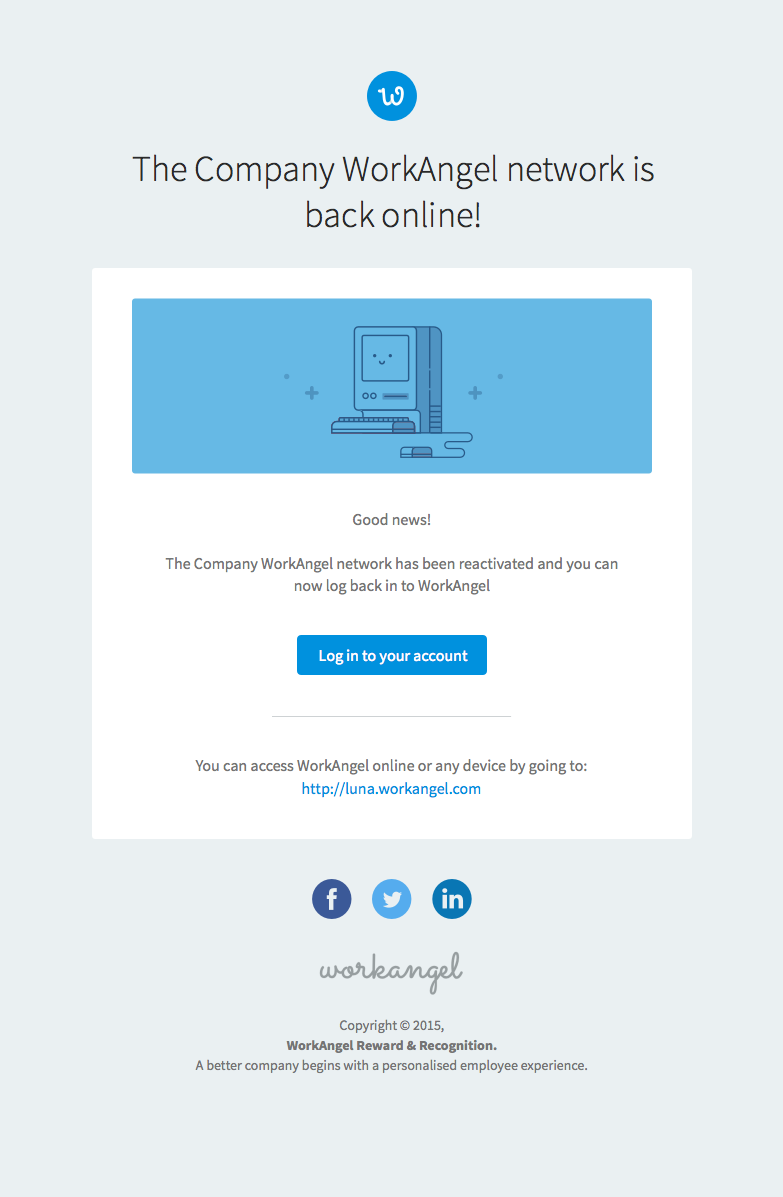 w
The Company WorkAngel network is
back online!
Good news!
The Company WorkAngel network has been reactivated and you can
now log back in to WorkAngel
Log in to your account
You can access WorkAngel online or any device by going to:
http://luna.workangel.com
f
in
workangel
Copyright © 2015,
WorkAngel Reward & Recognition.
A better company begins with a personalised employee experience.